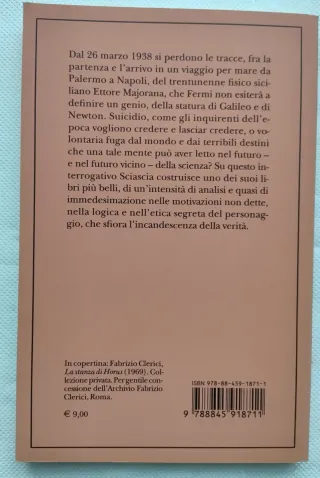 Dal 26 marzo 1938 si perdono le tracce, fra la
partenza e l'arrivo in un viaggio per mare da
Palermo a Napoli, del trentunenne fisico sici-
liano Ettore Majorana, che Fermi non esiterà a
definire un genio, della statura di Galileo e di
Newton. Suicidio, come gli inquirenti dell'e-
poca vogliono credere e lasciar credere, o vo-
lontaria fuga dal mondo e dai terribili destini
che una tale mente può aver letto nel futuro –
e nel futuro vicino – della scienza? Su questo in-
terrogativo Sciascia costruisce uno dei suoi li-
bri più belli, di un'intensità di analisi e quasi di
immedesimazione nelle motivazioni non dette,
nella logica e nell'etica segreta del personag-
gio, che sfiora l'incandescenza della verità.
In copertina: Fabrizio Clerici,
La stanza di Horus (1969). Col-
lezione privata. Per gentile con-
cessione dell'Archivio Fabrizio
Clerici, Roma.
€ 9,00
ISBN 978-88-459-1871-1
9 788845 918711